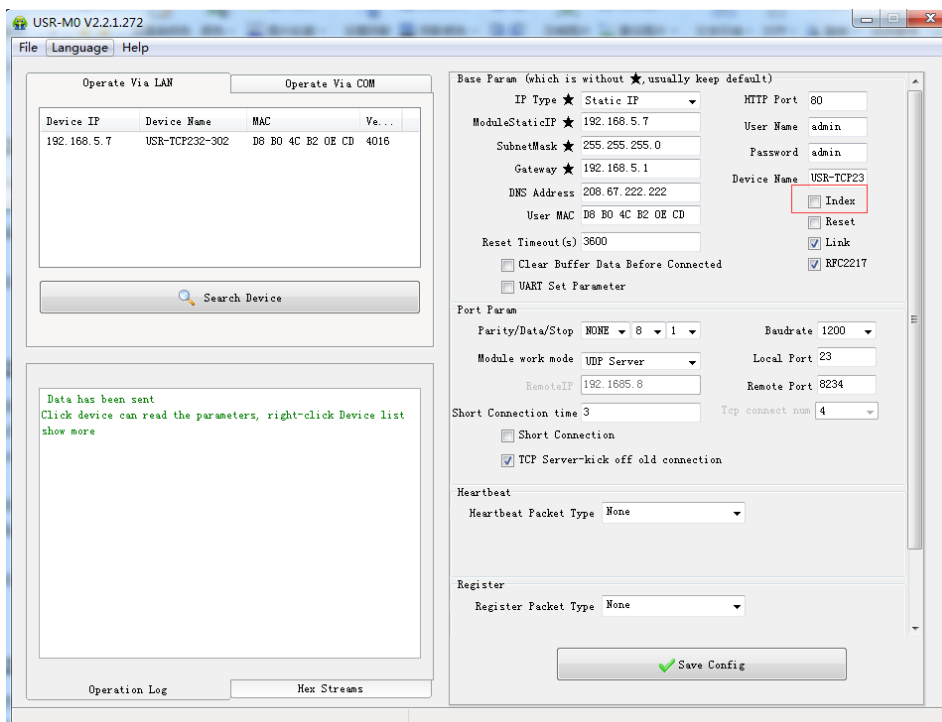 USR-M0 V2.2.1.272
File Language Help
Operate Via LAN Operate Via COM
Device IP Device Name MAC Ve...
192.168.5.7 USR-TCP232-302 D8 B0 4C B2 0E CD 4016
Search Device
Data has been sent
Click device can read the parameters, right-click Device list
show more
Operation Log Hex Streams
Base Param (which is without ★, usually keep default)
IP Type ★ Static IP HTTP Port 80
ModuleStaticIP ★ 192.168.5.7 User Name admin
SubnetMask ★ 255.255.255.0 Password admin
Gateway ★ 192.168.5.1 Device Name USR-TCP23
DNS Address 208.67.222.222 Index
User MAC D8 B0 4C B2 0E CD Reset
Reset Timeout(s) 3600 Link
Clear Buffer Data Before Connected RFC2217
UART Set Parameter
Port Param
Parity/Data/Stop NONE 8 1 Baudrate 1200
Module work mode UDP Server Local Port 23
RemoteIP 192.1685.8 Remote Port 8234
Short Connection time 3 Tcp connect num 4
Short Connection
TCP Server-kick off old connection
Heartbeat
Heartbeat Packet Type None
Register
Register Packet Type None
Save Config